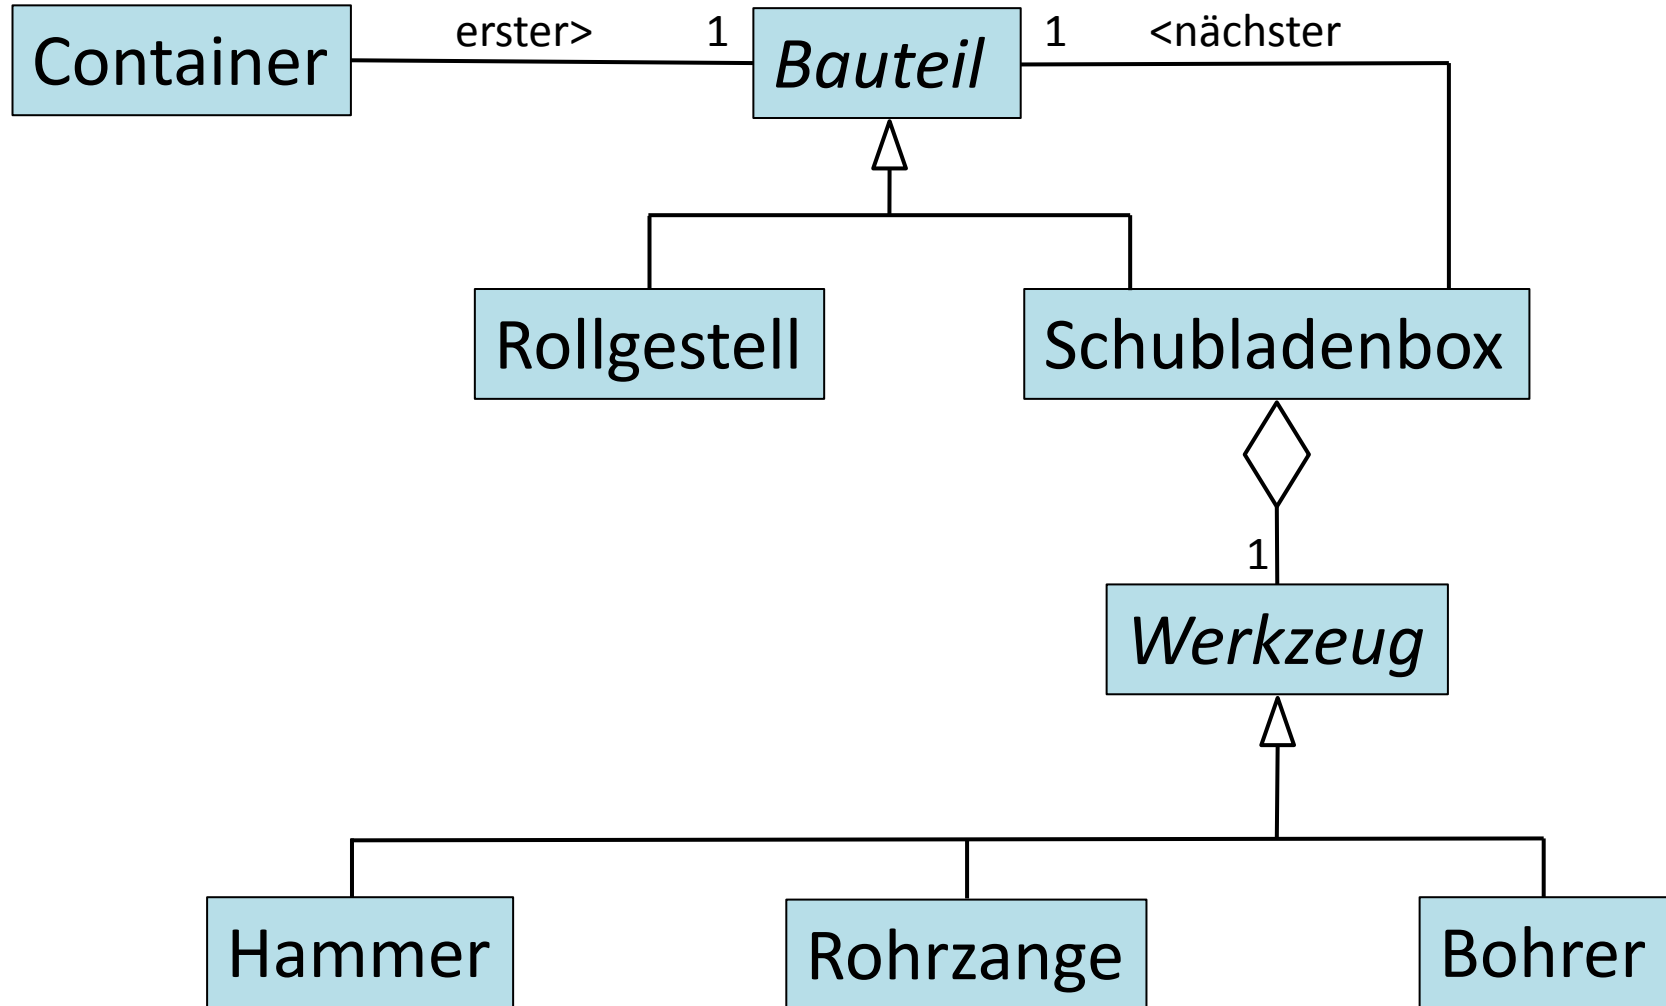 Container
erster>
1
Bauteil
1
<nächster
Rollgestell
Schubladenbox
1
Werkzeug
Hammer
Rohrzange
Bohrer